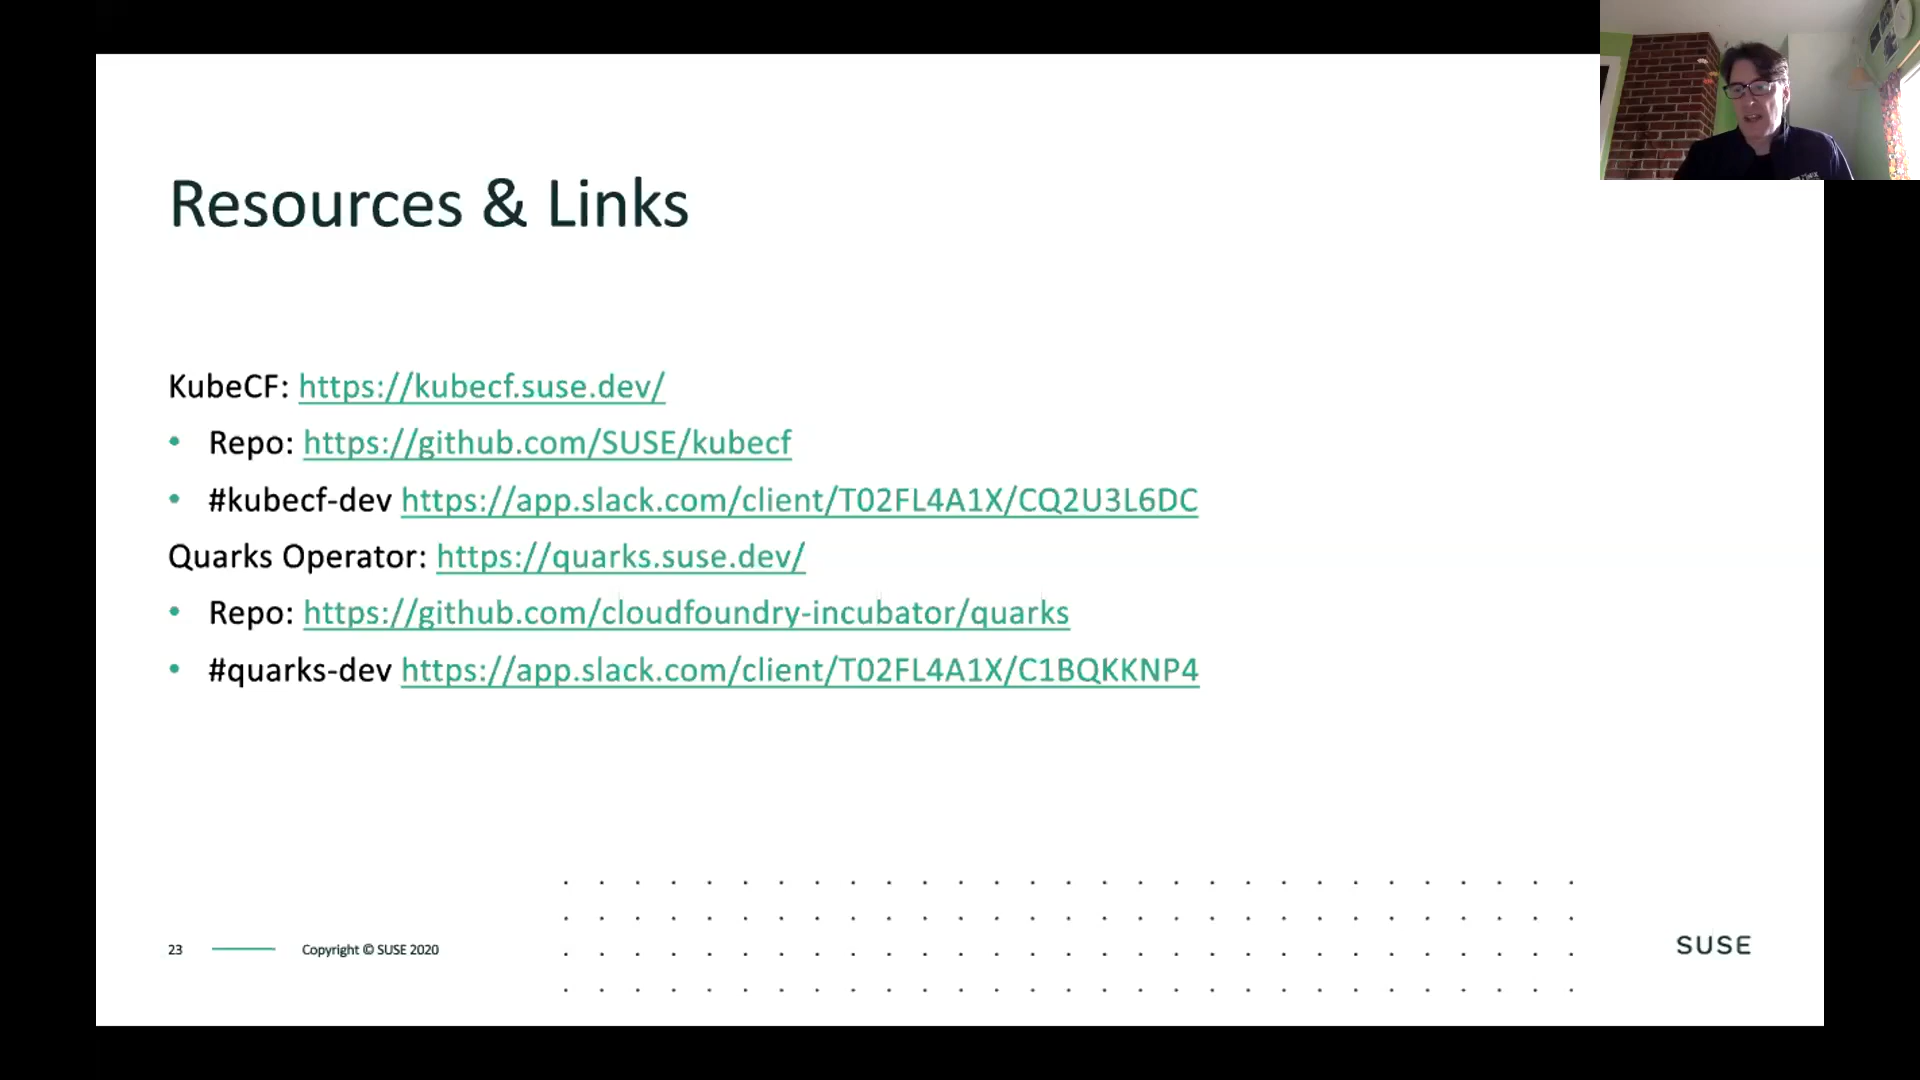 Resources & Links
KubeCF: https://kubecf.suse.dev/
• Repo: https://github.com/SUSE/kubecf
• #kubecf-dev https://app.slack.com/client/T02FL4A1X/CQ2U3L6DC
Quarks Operator: https://quarks.suse.dev/
• Repo: https://github.com/cloudfoundry-incubator/quarks
• #quarks-dev https://app.slack.com/client/T02FL4A1X/C1BQKKNP4
23
Copyright © SUSE 2020
SUSE